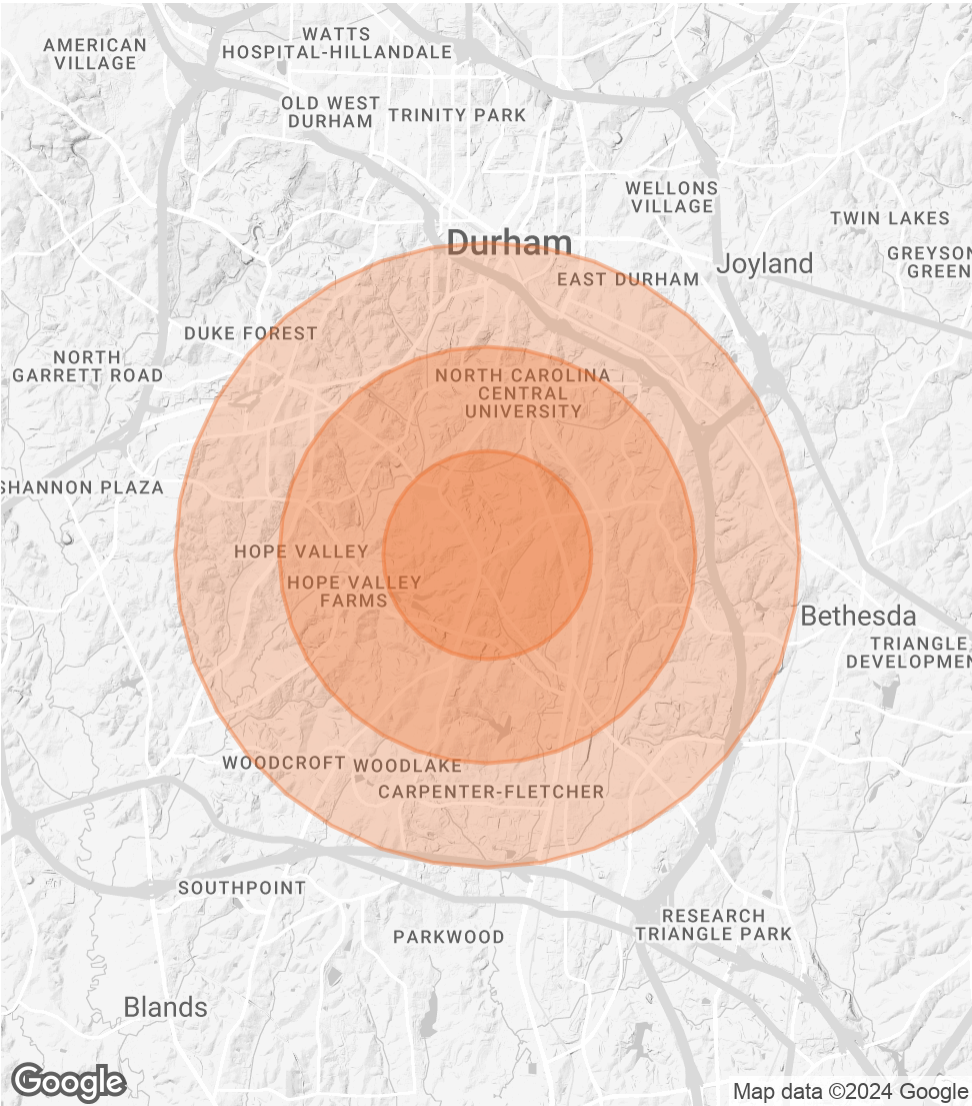 AMERICAN
VILLAGE
WATTS
HOSPITAL-HILLANDALE
OLD WEST
DURHAM
TRINITY PARK
WELLONS
VILLAGE
TWIN LAKES
Durham
GREYSON
GREEN
Joyland
EAST DURHAM
DUKE FOREST
NORTH
GARRETT ROAD
NORTH CAROLINA
CENTRAL
UNIVERSITY
SHANNON PLAZA
HOPE VALLEY
HOPE VALLEY
FARMS
Bethesda
TRIANGLE
DEVELOPMEN
WOODCROFT
WOODLAKE
CARPENTER-FLETCHER
SOUTHPOINT
RESEARCH
TRIANGLE PARK
PARKWOOD
Blands
Google
Map data ©2024 Google